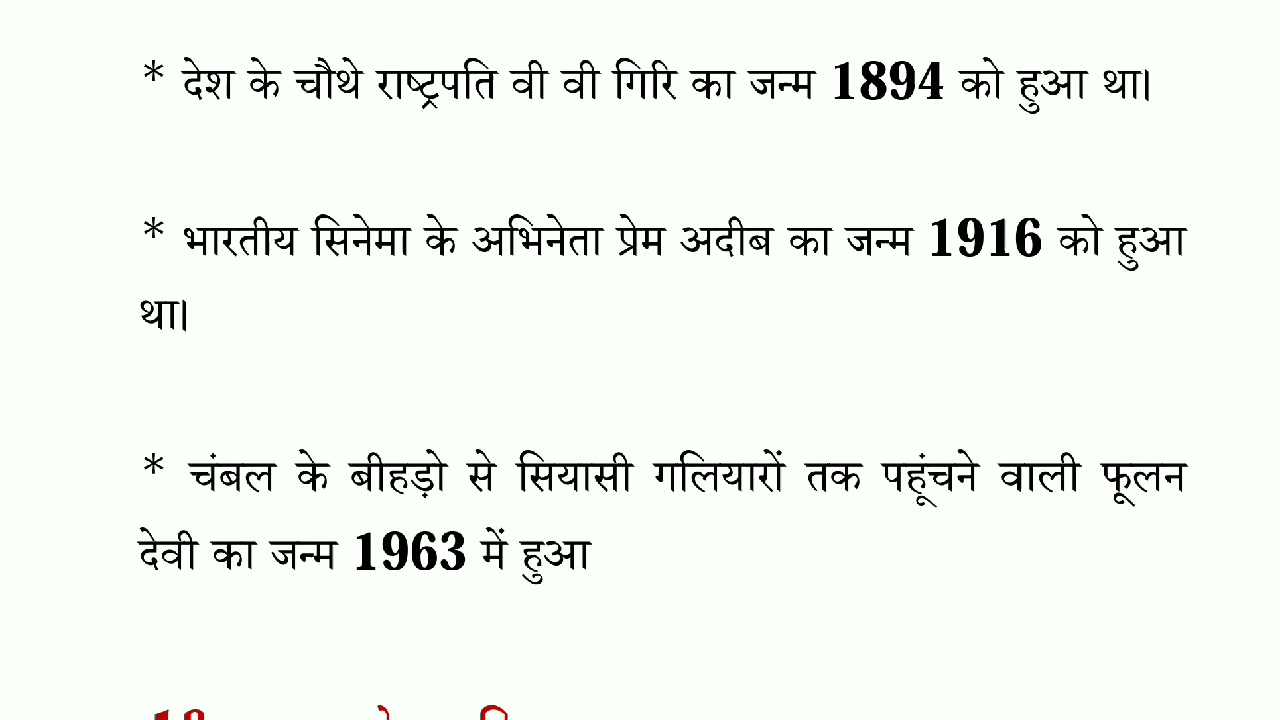 * देश के चौथे राष्ट्रपति वी वी गिरि का जन्म 1894 को हुआ था।
* भारतीय सिनेमा के अभिनेता प्रेम अदीब का जन्म 1916 को हुआ
था।
* चंबल के बीहड़ो से सियासी गलियारों तक पहूंचने वाली फूलन
देवी का जन्म 1963 में हुआ